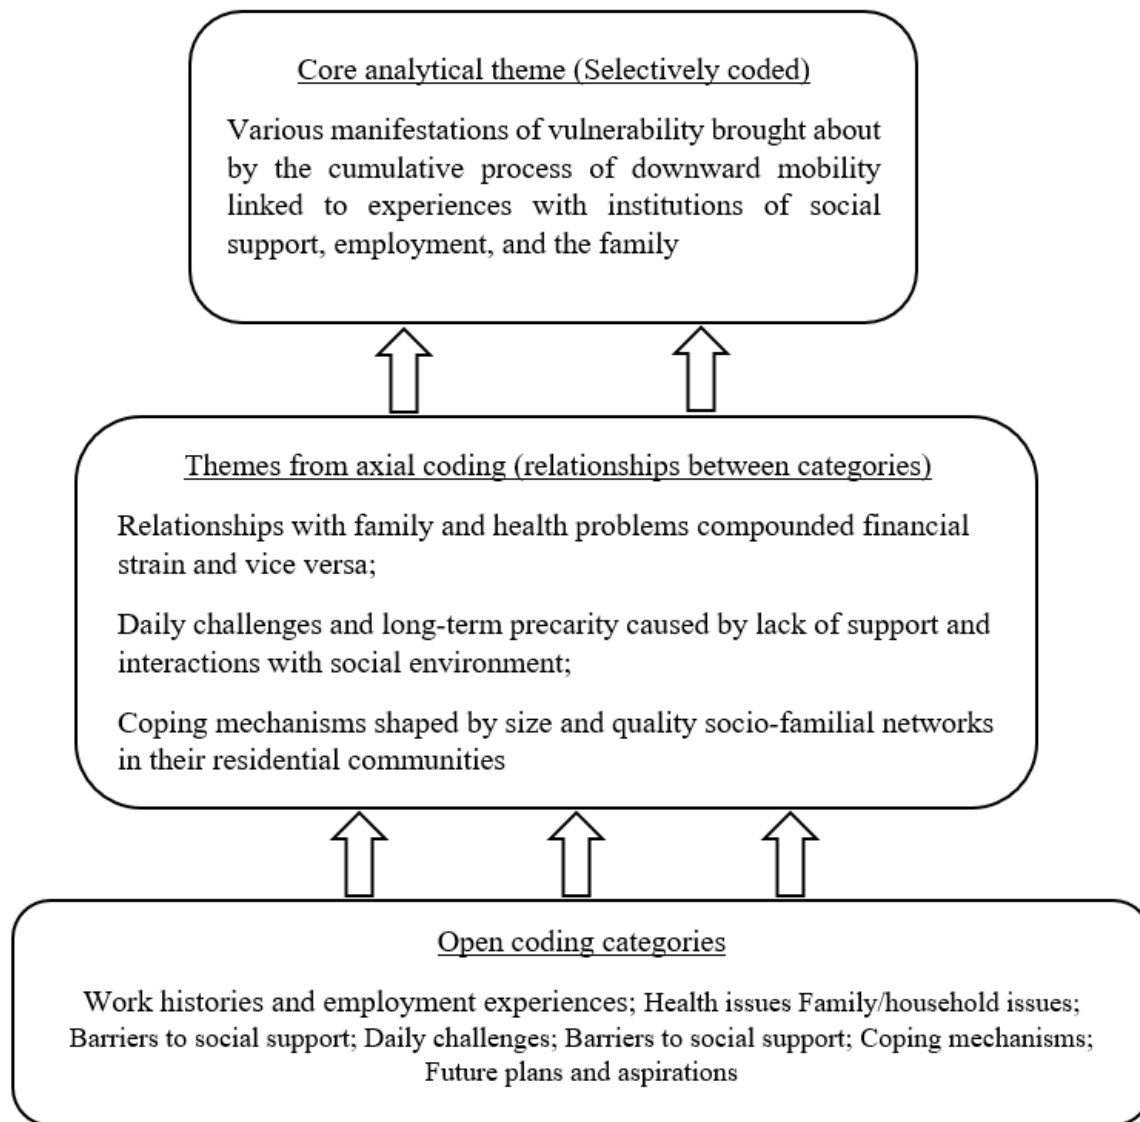 Core analytical theme (Selectively coded)
Various manifestations of vulnerability brought about
by the cumulative process of downward mobility
linked to experiences with institutions of social
support, employment, and the family
Themes from axial coding (relationships between categories)
Relationships with family and health problems compounded financial
strain and vice versa;
Daily challenges and long-term precarity caused by lack of support and
interactions with social environment;
Coping mechanisms shaped by size and quality socio-familial networks
in their residential communities
Open coding categories
Work histories and employment experiences; Health issues Family/household issues;
Barriers to social support; Daily challenges; Barriers to social support; Coping mechanisms;
Future plans and aspirations